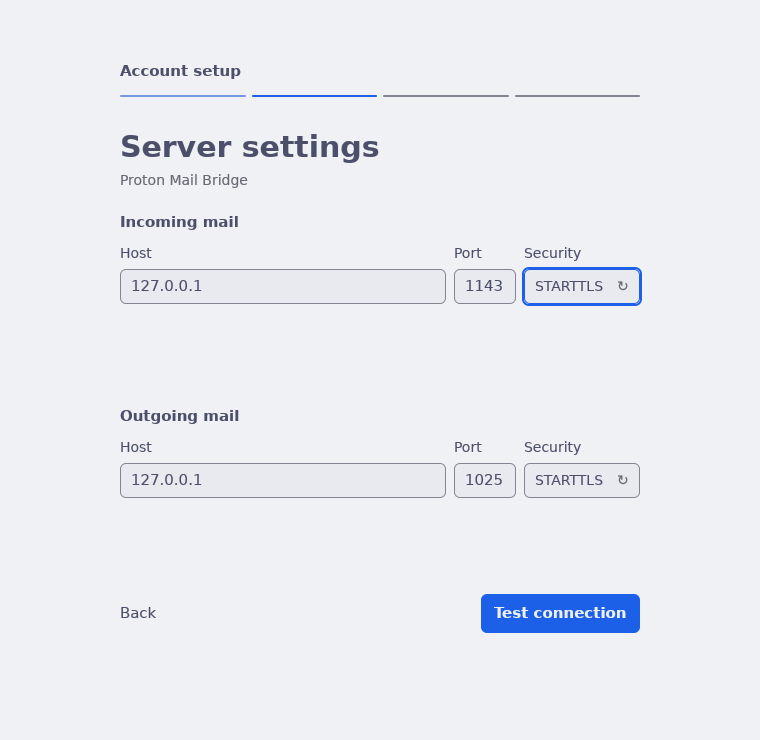 Account setup
Server settings
Proton Mail Bridge
Incoming mail
Host Port Security
127.0.0.1 1143 STARTTLS ↻
Outgoing mail
Host Port Security
127.0.0.1 1025 STARTTLS ↻
Back Test connection